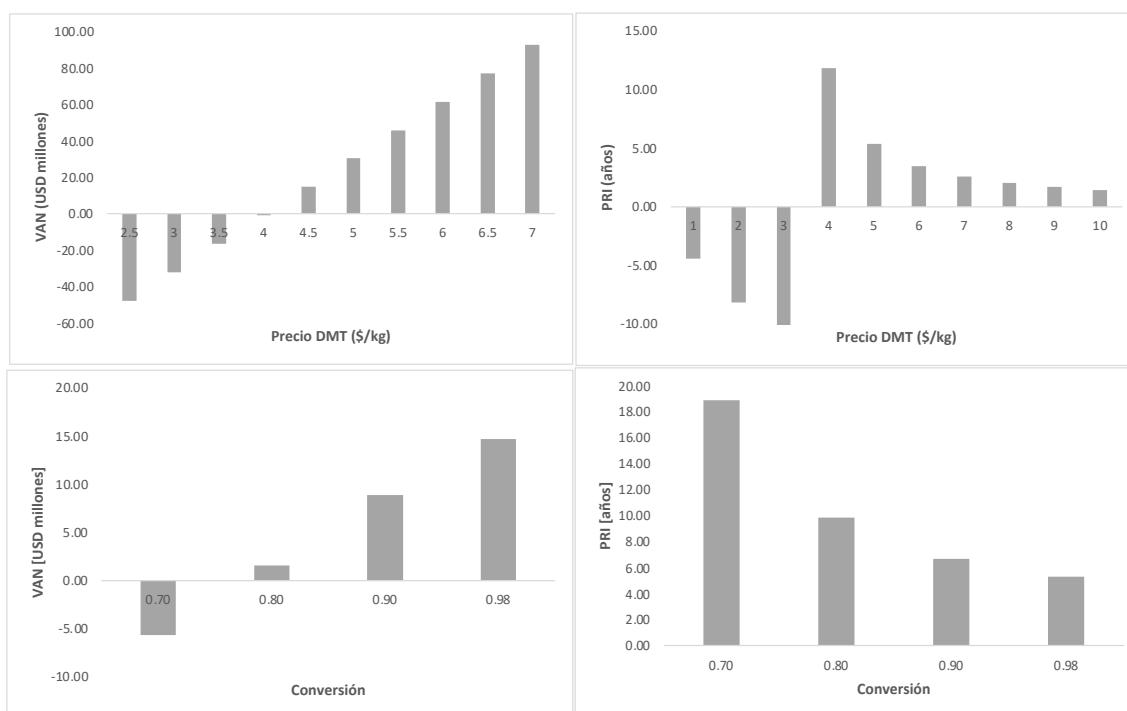 VAN (USD millones)
100.00
80.00
60.00
40.00
20.00
0.00
-20.00
-40.00
-60.00
2.5 3 3.5 4 4.5 5 5.5 6 6.5 7
Precio DMT ($/kg)
PRI (años)
15.00
10.00
5.00
0.00
-5.00
-10.00
1 2 3 4 5 6 7 8 9 10
Precio DMT ($/kg)
VAN [USD millones]
20.00
15.00
10.00
5.00
0.00
-5.00
-10.00
0.70 0.80 0.90 0.98
Conversión
PRI [años]
20.00
18.00
16.00
14.00
12.00
10.00
8.00
6.00
4.00
2.00
0.00
0.70 0.80 0.90 0.98
Conversión